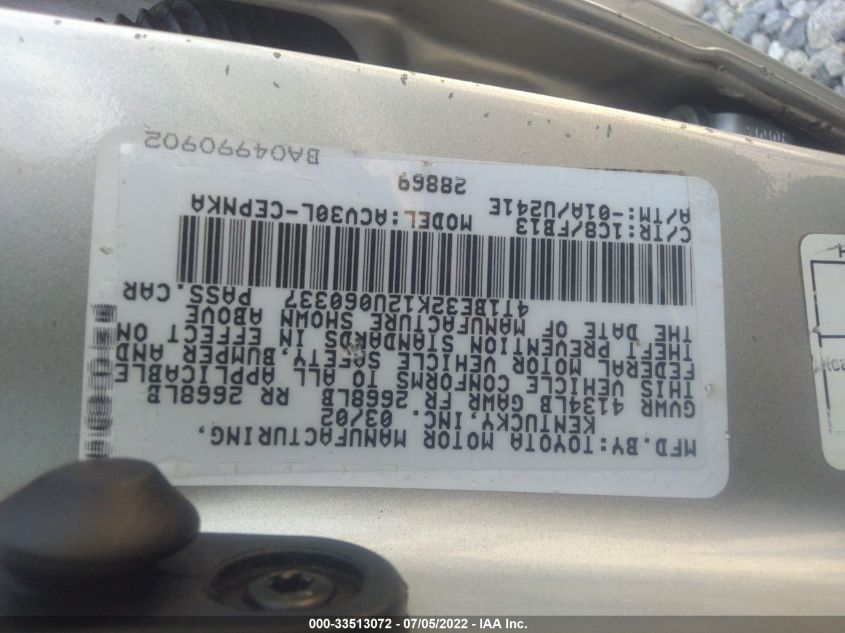 MFD.BY:TOYOTA MOTOR MANUFACTURING,
KENTUCKY, INC. 03/02
GVWR 4134LB GAWR FR 2668LB RR 2668LB
THIS VEHICLE CONFORMS TO ALL APPLICABLE
FEDERAL MOTOR VEHICLE SAFETY, BUMPER, AND
THEFT PREVENTION STANDARDS IN EFFECT ON
THE DATE OF MANUFACTURE SHOWN ABOVE
4T1BE32K12U060337 PASS.CAR
C/TR:1C8/FB13 MODEL:ACV30L-CEPNKA
A/TM:-01A/U241E
28869
BA04990902
000-33513072 - 07/05/2022 - IAA Inc.